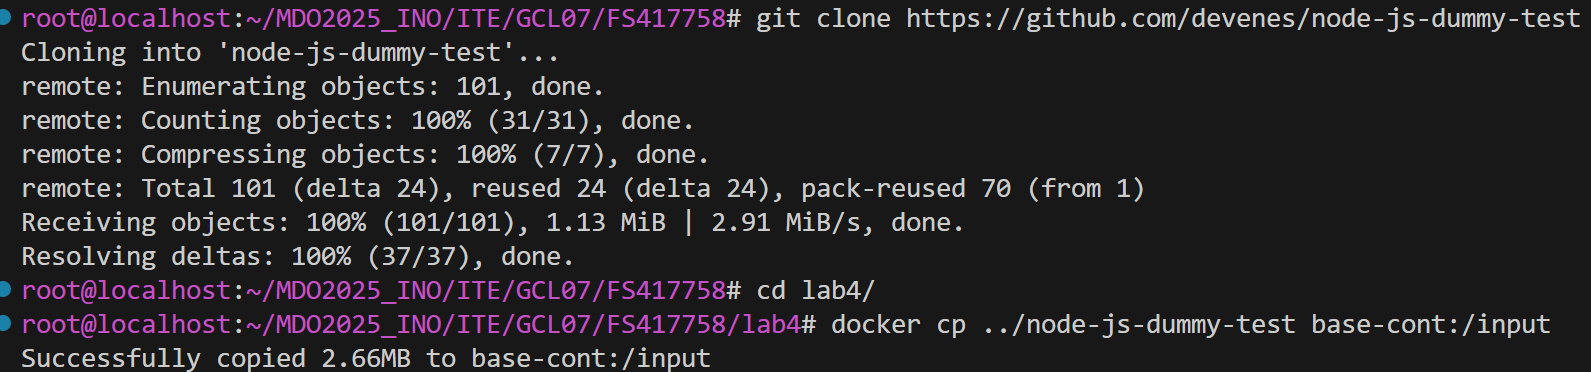 root@localhost:~/MDO2025_INO/ITE/GCL07/FS417758# git clone https://github.com/devenes/node-js-dummy-test
Cloning into 'node-js-dummy-test'...
remote: Enumerating objects: 101, done.
remote: Counting objects: 100% (31/31), done.
remote: Compressing objects: 100% (7/7), done.
remote: Total 101 (delta 24), reused 24 (delta 24), pack-reused 70 (from 1)
Receiving objects: 100% (101/101), 1.13 MiB | 2.91 MiB/s, done.
Resolving deltas: 100% (37/37), done.
root@localhost:~/MDO2025_INO/ITE/GCL07/FS417758# cd lab4/
root@localhost:~/MDO2025_INO/ITE/GCL07/FS417758/lab4# docker cp ../node-js-dummy-test base-cont:/input
Successfully copied 2.66MB to base-cont:/input